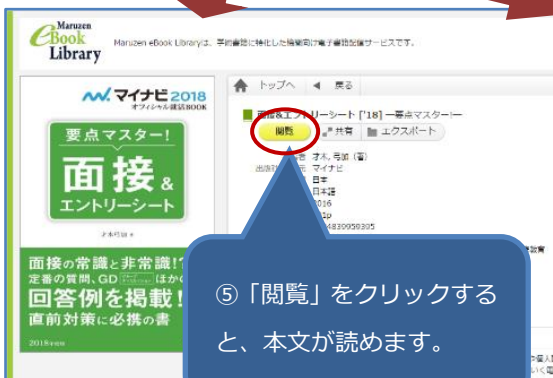 Maruzen
eBook
Library
Maruzen eBook Libraryは、学術書籍に特化した機関向け電子書籍配信サービスです。
トップへ ◀ 戻る
面接&エントリーシート ['18] ―要点マスター!―
閲覧 共有 エクスポート
才木, 弓加 (著)
マイナビ
日本
日本語
2016
マイナビ2018
オフィシャル就活BOOK
要点マスター!
面接&
エントリーシート
才木弓加
面接の常識と非常識!?
定番の質問、GD ほかの
回答例を掲載!
直前対策に必携の書
⑤「閲覧」をクリックする
と、本文が読めます。